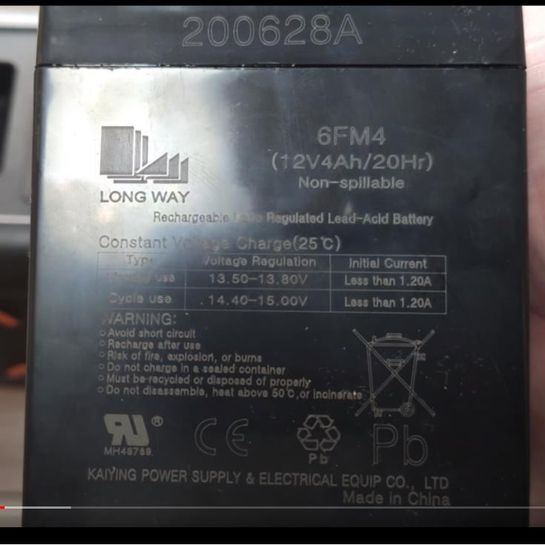 200628A
6FM4
(12V4Ah/20Hr)
Non-spillable
LONG WAY
Rechargeable Regulated Lead-Acid Battery
Constant Voltage Charge(25℃)
Type Voltage Regulation Initial Current
use 13.50-13.80V Less than 1.20A
Cycle use 14.40-15.00V Less than 1.20A
WARNING:
Avoid short circuit
Recharge after use
Risk of fire, explosion, or burns
Do not charge in a sealed container
Must be recycled or disposed of properly
Do not disassemble, heat above 50℃, or incinerate
MH48769
CE
Pb
Pb
KAIYING POWER SUPPLY & ELECTRICAL EQUIP CO., LTD
Made in China